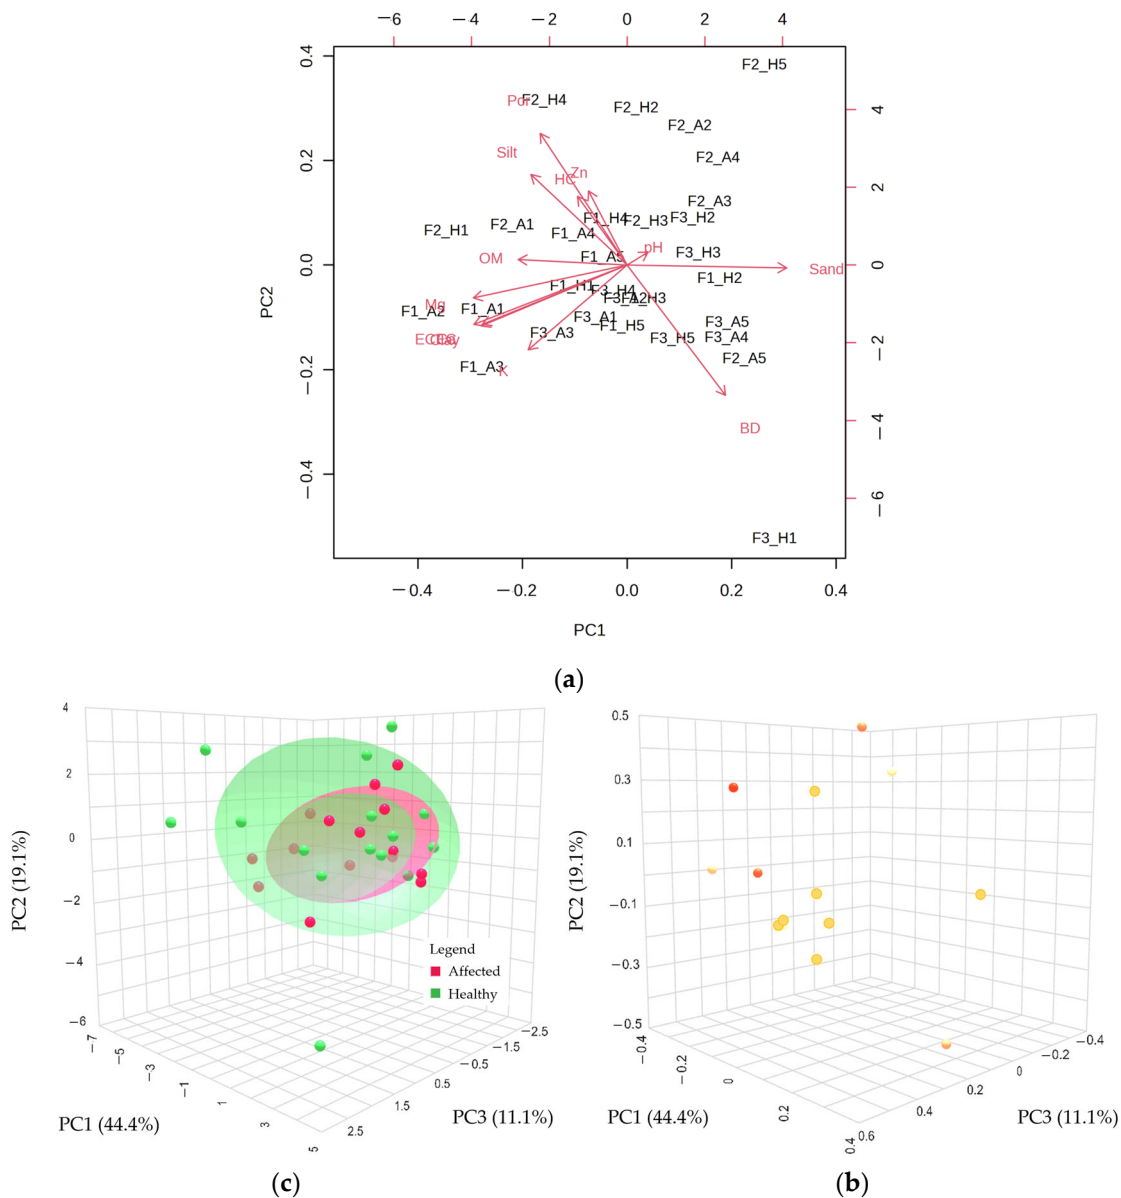 −6 −4 −2 0 2 4
0.4
0.2
0.0
−0.2
−0.4
PC2
4
2
0
−2
−4
−6
F2_H5
Por F2_H4 F2_H2
F2_A2
Silt F2_A4
HC Zn
F2_A3
F1_H4 F2_H3 F3_H2
F2_H1 F2_A1 F1_A4
pH F3_H3
OM F1_A5 Sand
F1_H2
F1_H1 F3_H4
Mg
F1_A2 F1_A1 F3_A1 F3_A5
F1_H5
F3_A3 F3_H5 F3_A4
F2_A5
F1_A3 K
BD
F3_H1
−0.4 −0.2 0.0 0.2 0.4
PC1
(a)
4
2
0
−2
−4
−6
PC2 (19.1%)
−7 −5 −3 −1 1 3 5
PC1 (44.4%)
2.5 1.5 0.5 −0.5 −1.5 −2.5
PC3 (11.1%)
Legend
Affected
Healthy
(c)
0.5
0.3
0.1
−0.1
−0.3
−0.5
PC2 (19.1%)
−0.4 −0.2 0 0.2 0.4
PC1 (44.4%)
0.6 0.4 0.2 0 −0.2 −0.4
PC3 (11.1%)
(b)